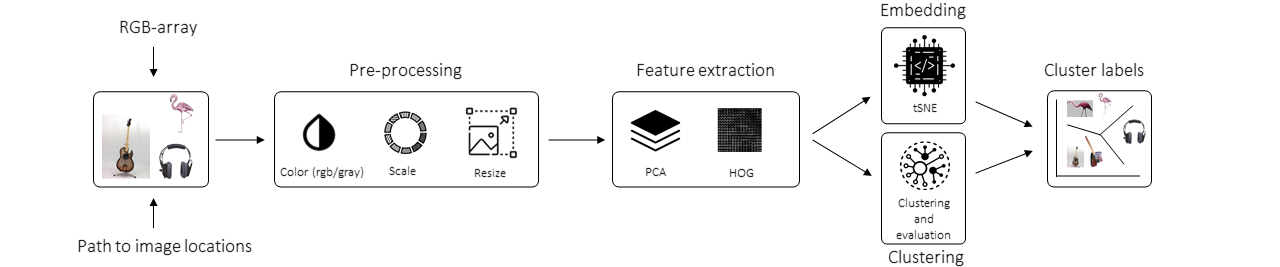 RGB-array
Path to image locations
Pre-processing
Color (rgb/gray)
Scale
Resize
Feature extraction
PCA
HOG
Embedding
</>
tSNE
Clustering
and
evaluation
Clustering
Cluster labels